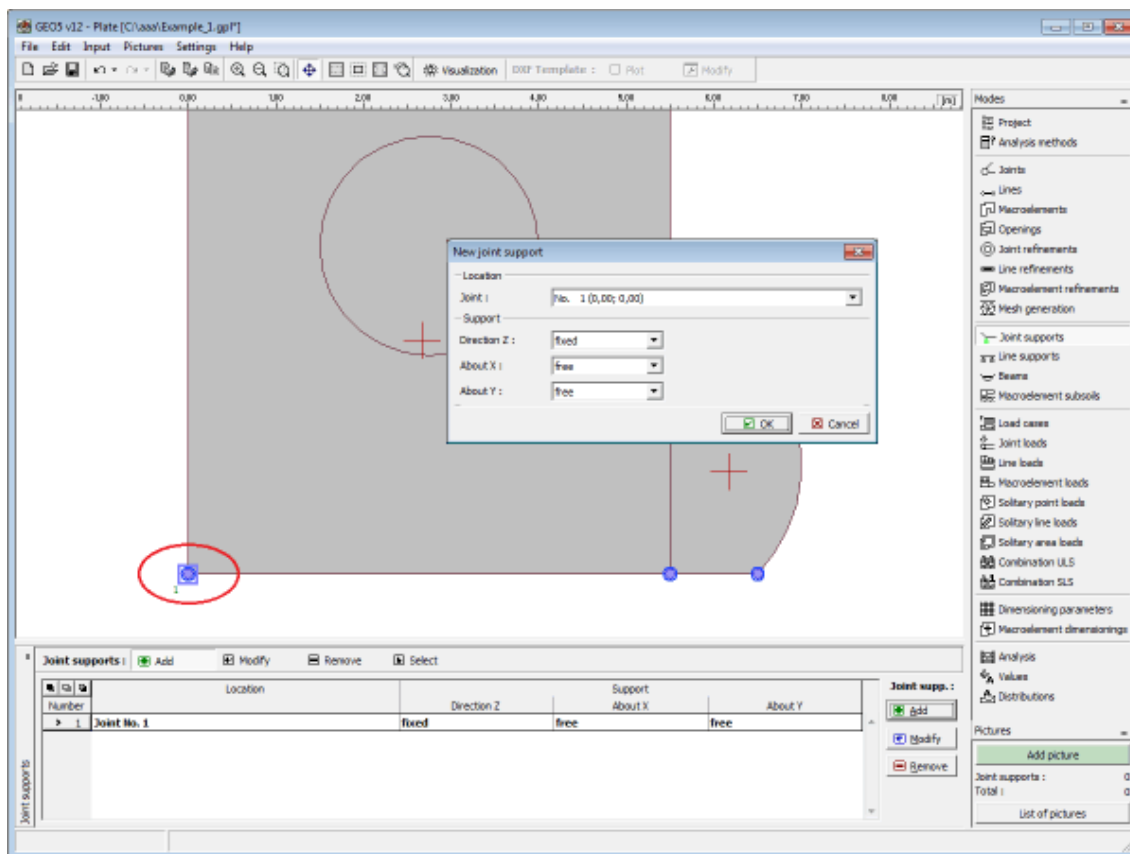 GEO5 v12 - Plate [C:\aaa\Example_1.gpl*]
File Edit Input Pictures Settings Help
Visualization DXF Template : Plot Modify
-1,00 0,00 1,00 2,00 3,00 4,00 5,00 6,00 7,00 8,00 [m]
Modes
Project
Analysis methods
Joints
Lines
Macroelements
Openings
Joint refinements
Line refinements
Macroelement refinements
Mesh generation
Joint supports
Line supports
Beams
Macroelement subsoils
Load cases
Joint loads
Line loads
Macroelement loads
Solitary point loads
Solitary line loads
Solitary area loads
Combination ULS
Combination SLS
Dimensioning parameters
Macroelement dimensionings
Analysis
Values
Distributions
New joint support
Location
Joint : No. 1 (0,00; 0,00)
Support
Direction Z : fixed
About X : free
About Y : free
OK Cancel
1
Joint supports : Add Modify Remove Select
Location Support
Number Direction Z About X About Y
1 Joint No. 1 fixed free free
Joint supports
Joint supp. :
Add
Modify
Remove
Pictures
Add picture
Joint supports : 0
Total : 0
List of pictures